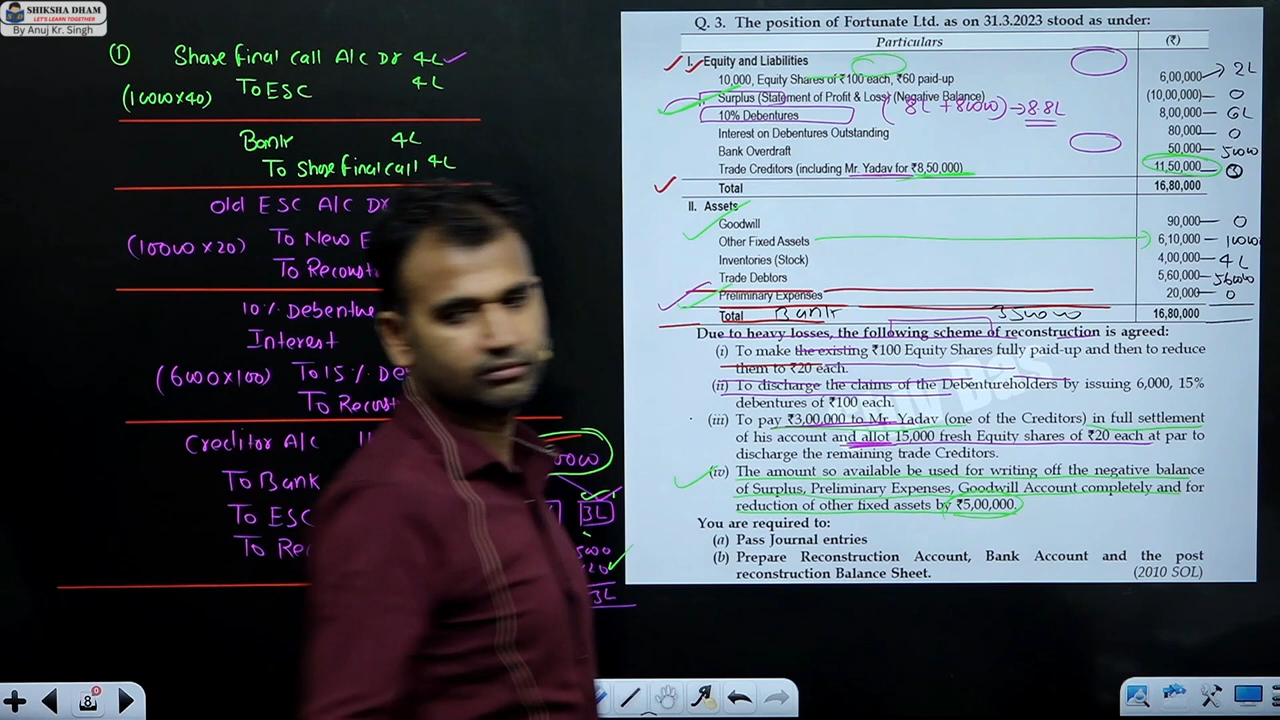 SHIKSHA DHAM
LET'S LEARN TOGETHER
By Anuj Kr. Singh
① Share final call A/c Dr 4L
(10000x40) To ESC 4L
Bank 4L
To Share final call 4L
Old ESC A/c Dr
(10000x20) To New E
To Reconst
10% Debentu
Interest
(6000x100) To 15% De
To Recons
Creditor A/c
To Bank
To ESC
To Re
3L
3L
Q. 3. The position of Fortunate Ltd. as on 31.3.2023 stood as under:
Particulars (₹)
I. Equity and Liabilities
10,000, Equity Shares of ₹100 each, ₹60 paid-up 6,00,000 → 2L
Surplus (Statement of Profit & Loss) (Negative Balance) (10,00,000) — 0
10% Debentures (8L + 80000) → 8.8L 8,00,000 — 6L
Interest on Debentures Outstanding 80,000 — 0
Bank Overdraft 50,000 —
Trade Creditors (including Mr. Yadav for ₹8,50,000) 11,50,000
Total 16,80,000
II. Assets
Goodwill 90,000 — 0
Other Fixed Assets 6,10,000 —
Inventories (Stock) 4,00,000 — 4L
Trade Debtors 5,60,000 —
Preliminary Expenses 20,000 — 0
Total Bank 350000 16,80,000
Due to heavy losses, the following scheme of reconstruction is agreed:
(i) To make the existing ₹100 Equity Shares fully paid-up and then to reduce
them to ₹20 each.
(ii) To discharge the claims of the Debentureholders by issuing 6,000, 15%
debentures of ₹100 each.
(iii) To pay ₹3,00,000 to Mr. Yadav (one of the Creditors) in full settlement
of his account and allot 15,000 fresh Equity shares of ₹20 each at par to
discharge the remaining trade Creditors.
(iv) The amount so available be used for writing off the negative balance
of Surplus, Preliminary Expenses, Goodwill Account completely and for
reduction of other fixed assets by ₹5,00,000.
You are required to:
(a) Pass Journal entries
(b) Prepare Reconstruction Account, Bank Account and the post
reconstruction Balance Sheet. (2010 SOL)